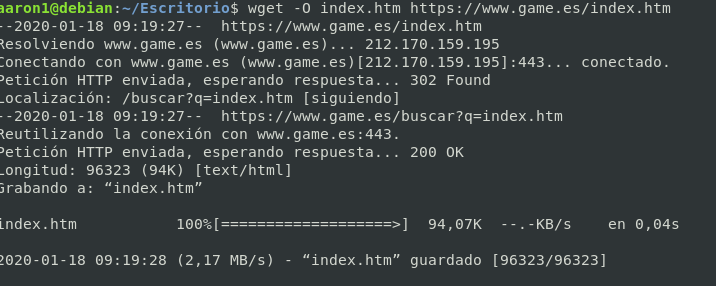 aaron1@debian:~/Escritorio$ wget -O index.htm https://www.game.es/index.htm
--2020-01-18 09:19:27--  https://www.game.es/index.htm
Resolviendo www.game.es (www.game.es)... 212.170.159.195
Conectando con www.game.es (www.game.es)[212.170.159.195]:443... conectado.
Petición HTTP enviada, esperando respuesta... 302 Found
Localización: /buscar?q=index.htm [siguiendo]
--2020-01-18 09:19:27--  https://www.game.es/buscar?q=index.htm
Reutilizando la conexión con www.game.es:443.
Petición HTTP enviada, esperando respuesta... 200 OK
Longitud: 96323 (94K) [text/html]
Grabando a: “index.htm”
index.htm           100%[===================>]  94,07K  --.-KB/s    en 0,04s
2020-01-18 09:19:28 (2,17 MB/s) - “index.htm” guardado [96323/96323]